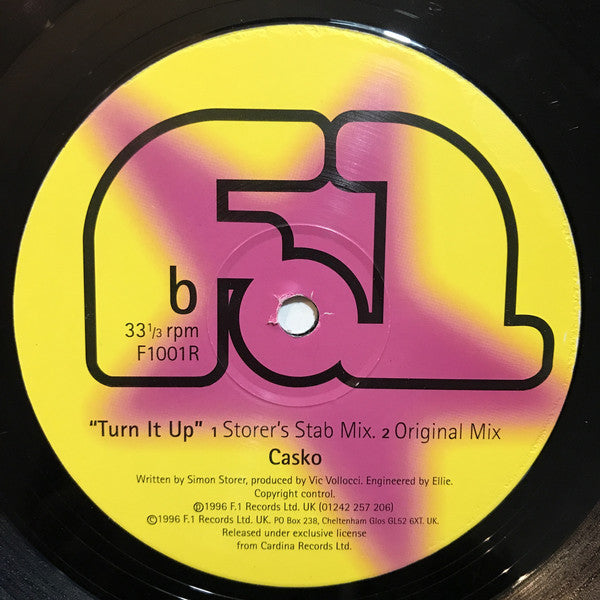 b
33 1/3 rpm
F1001R
“Turn It Up” 1 Storer's Stab Mix. 2 Original Mix
Casko
Written by Simon Storer, produced by Vic Vollocci. Engineered by Ellie.
Copyright control.
℗1996 F.1 Records Ltd. UK (01242 257 206)
©1996 F.1 Records Ltd. UK. PO Box 238, Cheltenham Glos GL52 6XT. UK.
Released under exclusive license
from Cardina Records Ltd.